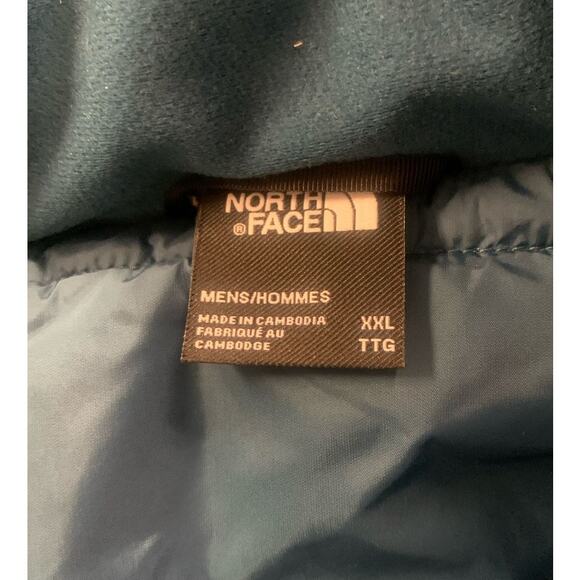 NORTH
® FACE
MENS/HOMMES
MADE IN CAMBODIA
FABRIQUÉ AU
CAMBODGE
XXL
TTG